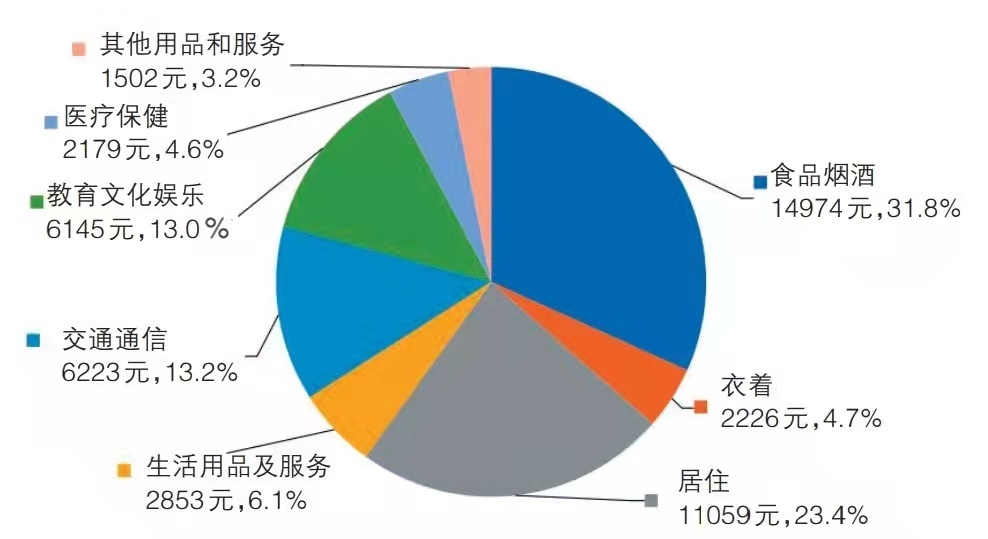 其他用品和服务
1502元,3.2%
医疗保健
2179元,4.6%
教育文化娱乐
6145元,13.0%
食品烟酒
14974元,31.8%
交通通信
6223元,13.2%
衣着
2226元,4.7%
生活用品及服务
2853元,6.1%
居住
11059元,23.4%